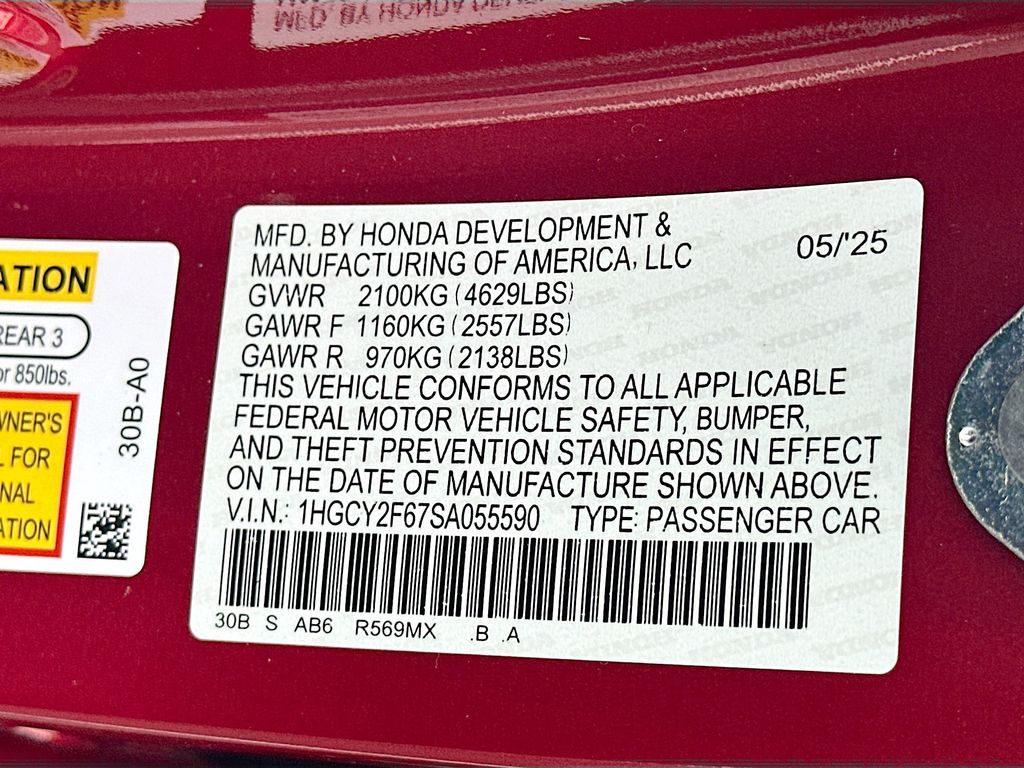 MFD. BY HONDA DEVELOPMENT &
MANUFACTURING OF AMERICA, LLC 05/'25
GVWR 2100KG (4629LBS)
GAWR F 1160KG (2557LBS)
GAWR R 970KG (2138LBS)
THIS VEHICLE CONFORMS TO ALL APPLICABLE
FEDERAL MOTOR VEHICLE SAFETY, BUMPER,
AND THEFT PREVENTION STANDARDS IN EFFECT
ON THE DATE OF MANUFACTURE SHOWN ABOVE.
V.I.N.: 1HGCY2F67SA055590 TYPE: PASSENGER CAR
30B S AB6 R569MX .B .A
ATION
REAR 3
or 850lbs.
WNER'S
L FOR
NAL
ATION
30B-A0
MFD. BY HONDA